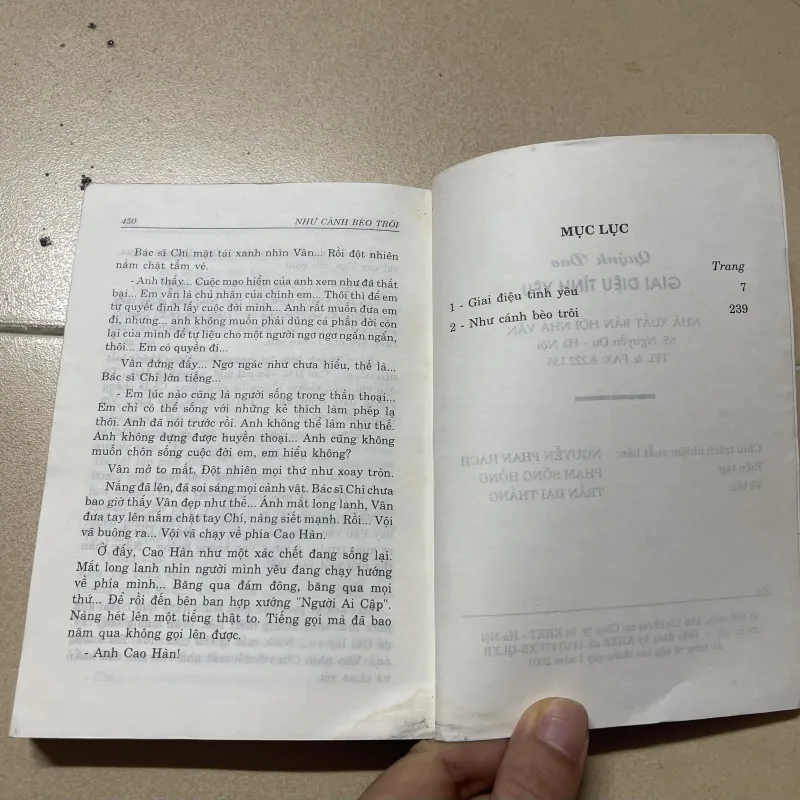 450 NHƯ CÁNH BÈO TRÔI
Bác sĩ Chí mặt tái xanh nhìn Vân... Rồi đột nhiên
nắm chặt tấm vé.
- Anh thấy... Cuộc mạo hiểm của anh xem như đã thất
bại... Em vẫn là chủ nhân của chính em... Thôi thì để em
tự quyết định lấy cuộc đời mình... Anh rất muốn đưa em
đi, nhưng... anh không muốn phải dùng cả phần đời còn
lại của mình để tự liệu cho một người ngơ ngơ ngẩn ngẩn,
thôi... Em có quyền đi...
Vân đứng đấy... Ngơ ngác như chưa hiểu, thế là...
Bác sĩ Chí lớn tiếng...
- Em lúc nào cũng là người sống trong thần thoại...
Em chỉ có thể sống với những kẻ thích làm phép lạ
thôi. Anh đã nói trước rồi. Anh không thể làm như thế.
Anh không dựng được huyền thoại... Anh cũng không
muốn chôn sống cuộc đời em, em hiểu không?
Vân mở to mắt. Đột nhiên mọi thứ như xoay tròn.
Nắng đã lên, đã soi sáng mọi cảnh vật. Bác sĩ Chí chưa
bao giờ thấy Vân đẹp như thế... Ánh mắt long lanh, Vân
đưa tay lên nắm chặt tay Chí, nàng siết mạnh. Rồi... Vội
vã buông ra... Vội vã chạy về phía Cao Hàn.
Ở đấy, Cao Hàn như một xác chết đang sống lại.
Mắt long lanh nhìn người mình yêu đang chạy hướng
về phía mình... Băng qua đám đông, băng qua mọi
thứ... Để rồi đến bên ban hợp xướng "Người Ai Cập".
Nàng hét lên một tiếng thật to. Tiếng gọi mà đã bao
năm qua không gọi lên được.
- Anh Cao Hàn!
MỤC LỤC
Trang
1 - Giai điệu tình yêu 7
2 - Như cánh bèo trôi 239